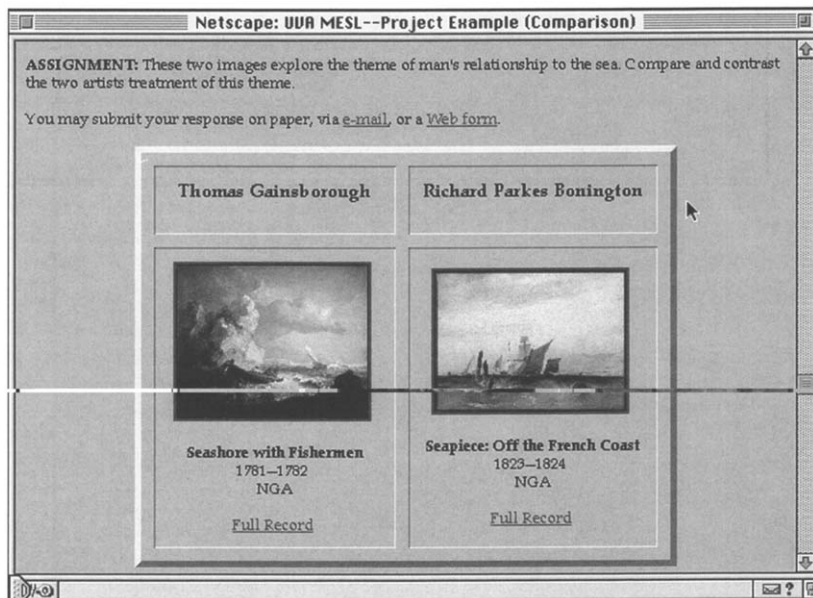 Netscape: UVA MESL--Project Example (Comparison)
ASSIGNMENT: These two images explore the theme of man's relationship to the sea. Compare and contrast
the two artists treatment of this theme.
You may submit your response on paper, via e-mail, or a Web form.
Thomas Gainsborough
Richard Parkes Bonington
Seashore with Fishermen
1781–1782
NGA
Full Record
Seapiece: Off the French Coast
1823–1824
NGA
Full Record
?